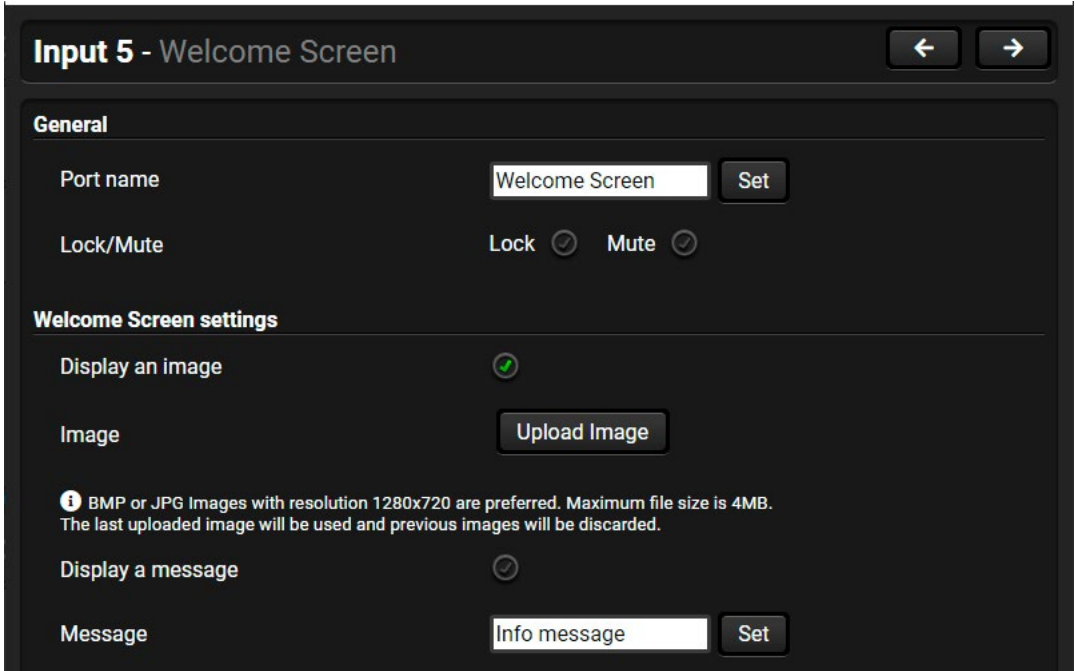 Input 5 - Welcome Screen
General
Port name Welcome Screen Set
Lock/Mute Lock Mute
Welcome Screen settings
Display an image
Image Upload Image
BMP or JPG Images with resolution 1280x720 are preferred. Maximum file size is 4MB.
The last uploaded image will be used and previous images will be discarded.
Display a message
Message Info message Set